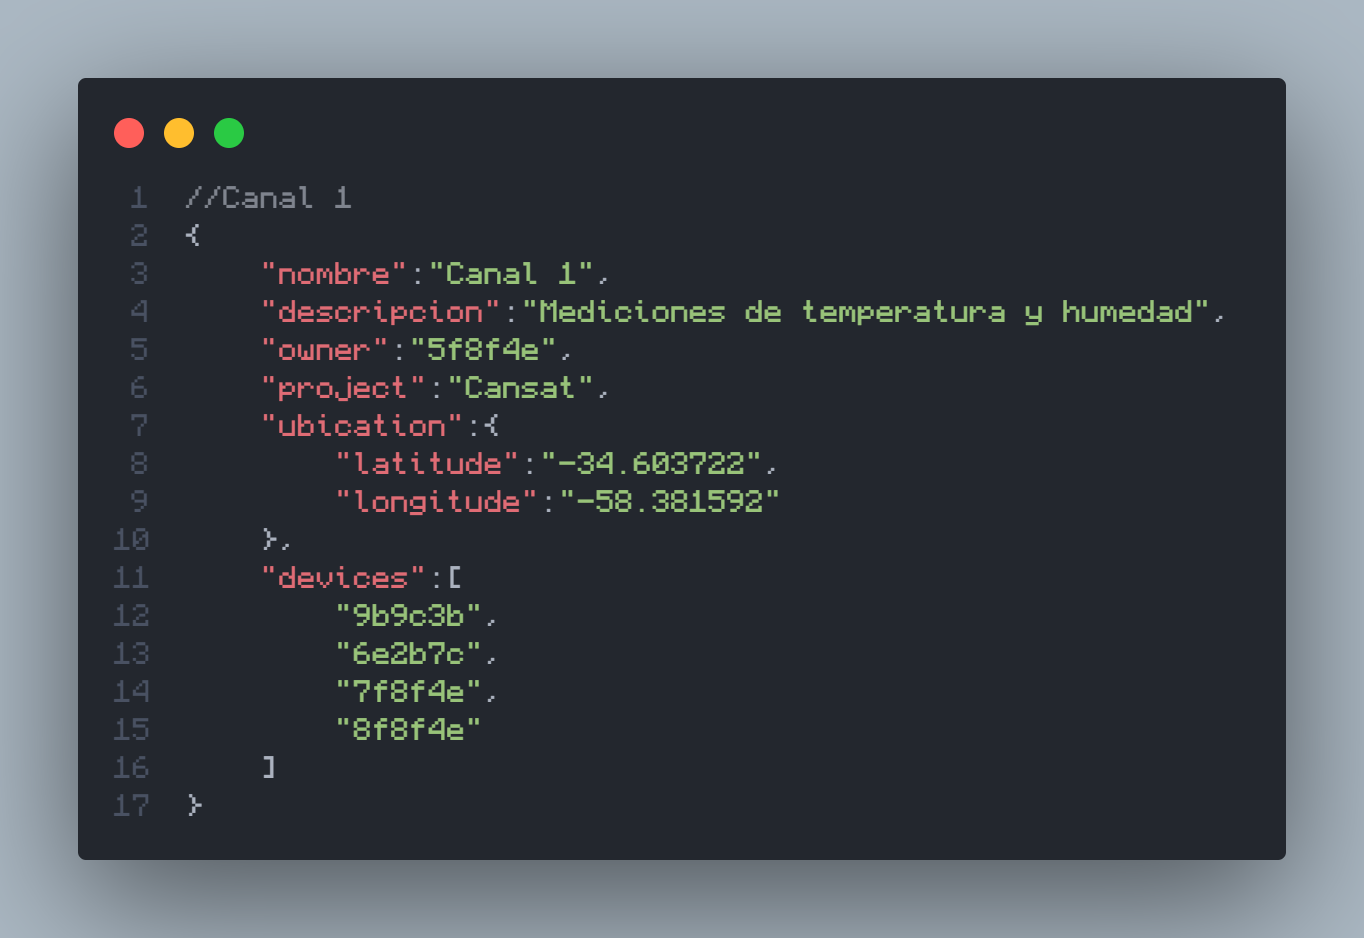 1 //Canal 1
2 {
3     "nombre":"Canal 1",
4     "descripcion":"Mediciones de temperatura y humedad",
5     "owner":"5f8f4e",
6     "project":"Cansat",
7     "ubication":{
8         "latitude":"-34.603722",
9         "longitude":"-58.381592"
10     },
11     "devices":[
12         "9b9c3b",
13         "6e2b7c",
14         "7f8f4e",
15         "8f8f4e"
16     ]
17 }